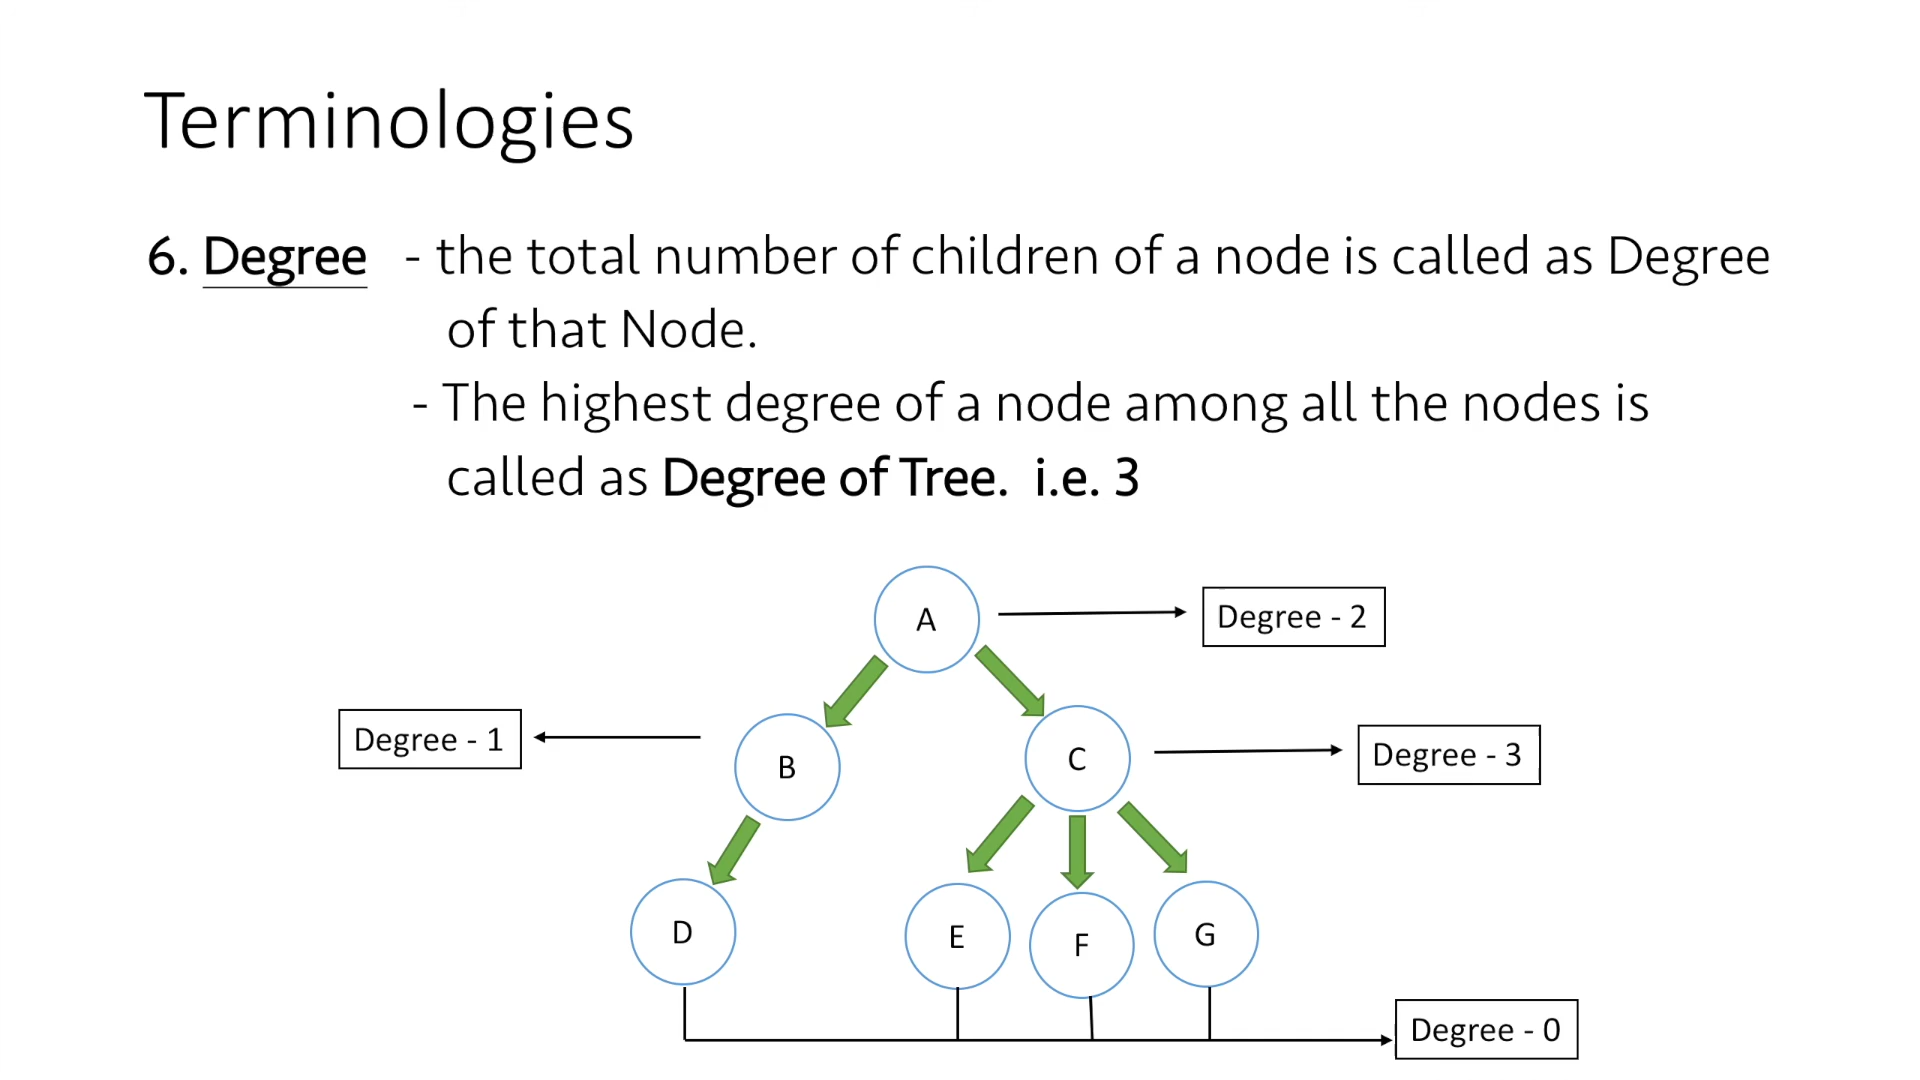 Terminologies
6. Degree - the total number of children of a node is called as Degree
of that Node.
- The highest degree of a node among all the nodes is
called as Degree of Tree. i.e. 3
A
Degree - 2
Degree - 1
B
C
Degree - 3
D
E
F
G
Degree - 0